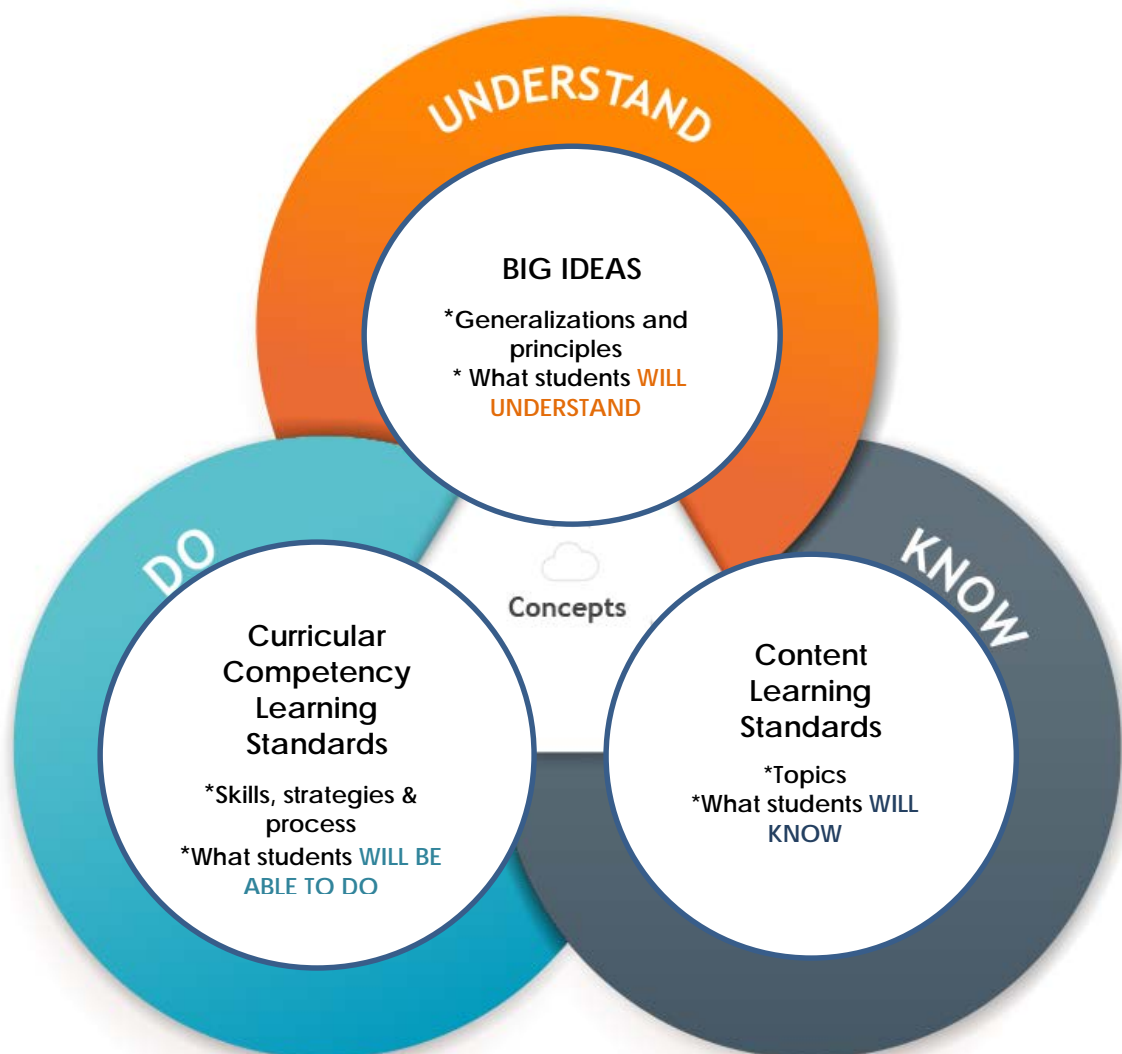 UNDERSTAND
BIG IDEAS
*Generalizations and
principles
* What students WILL
UNDERSTAND
DO
KNOW
Concepts
Curricular
Competency
Learning
Standards
*Skills, strategies &
process
*What students WILL BE
ABLE TO DO
Content
Learning
Standards
*Topics
*What students WILL
KNOW